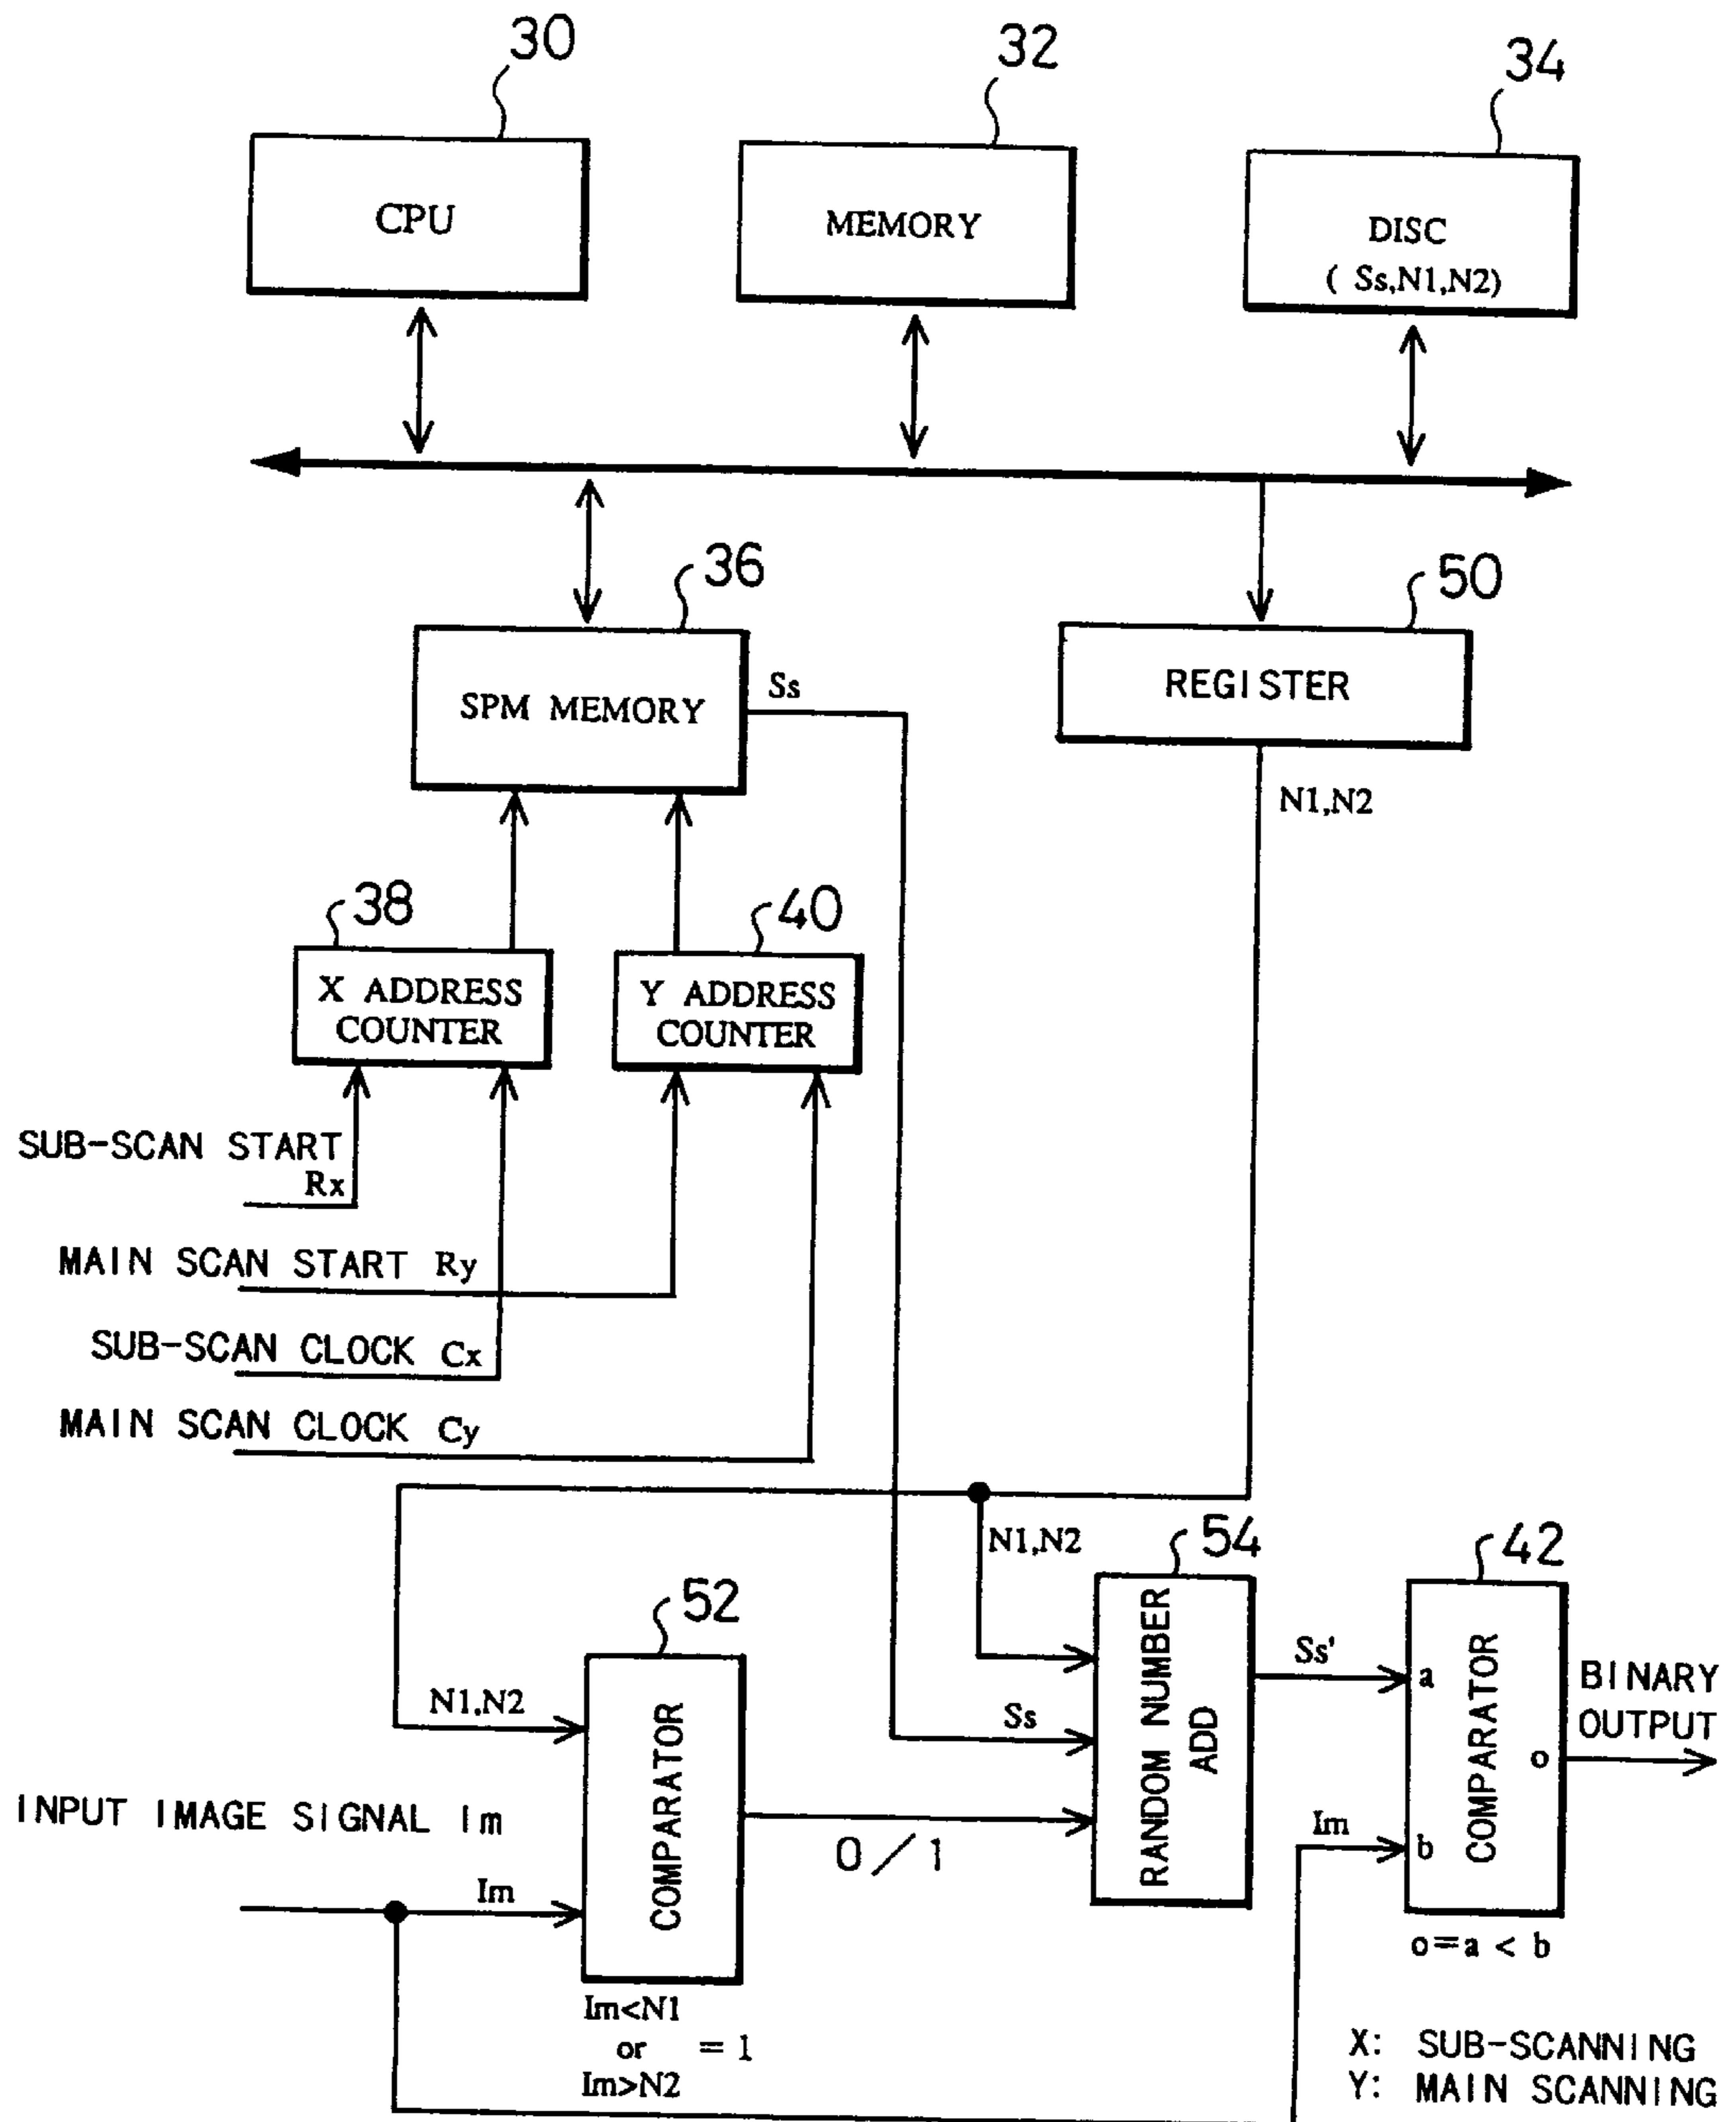 30
32
34
CPU
MEMORY
DISC
( Ss,N1,N2)
36
50
SPM MEMORY
Ss
REGISTER
N1,N2
38
40
X ADDRESS
COUNTER
Y ADDRESS
COUNTER
SUB-SCAN START
Rx
MAIN SCAN START Ry
SUB-SCAN CLOCK Cx
MAIN SCAN CLOCK Cy
N1,N2
54
42
52
RANDOM NUMBER
ADD
Ss'
a
COMPARATOR
BINARY
OUTPUT
N1,N2
COMPARATOR
Ss
o
INPUT IMAGE SIGNAL Im
0/1
Im
b
Im
o=a < b
Im<N1
or = 1
Im>N2
X: SUB-SCANNING
Y: MAIN SCANNING